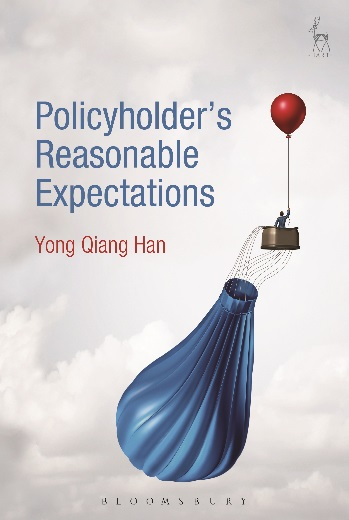 Policyholder's
Reasonable
Expectations
Yong Qiang Han
BLOOMSBURY